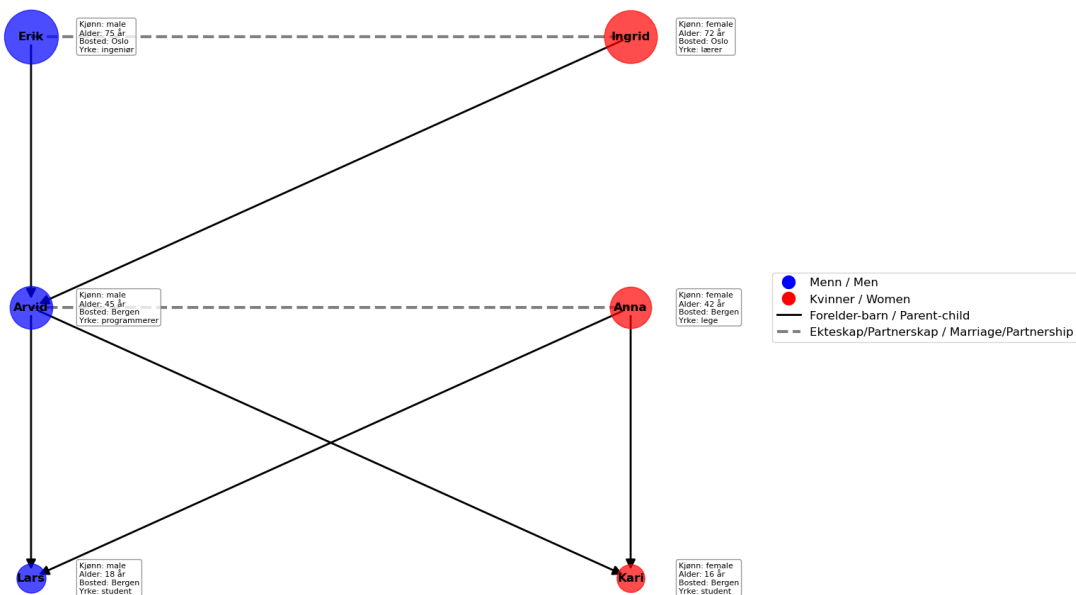 Erik
Kjønn: male
Alder: 75 år
Bosted: Oslo
Yrke: ingeniør
Ingrid
Kjønn: female
Alder: 72 år
Bosted: Oslo
Yrke: lærer
Arvid
Kjønn: male
Alder: 45 år
Bosted: Bergen
Yrke: programmerer
Anna
Kjønn: female
Alder: 42 år
Bosted: Bergen
Yrke: lege
Menn / Men
Kvinner / Women
Forelder-barn / Parent-child
Ekteskap/Partnerskap / Marriage/Partnership
Lars
Kjønn: male
Alder: 18 år
Bosted: Bergen
Yrke: student
Kari
Kjønn: female
Alder: 16 år
Bosted: Bergen
Yrke: student